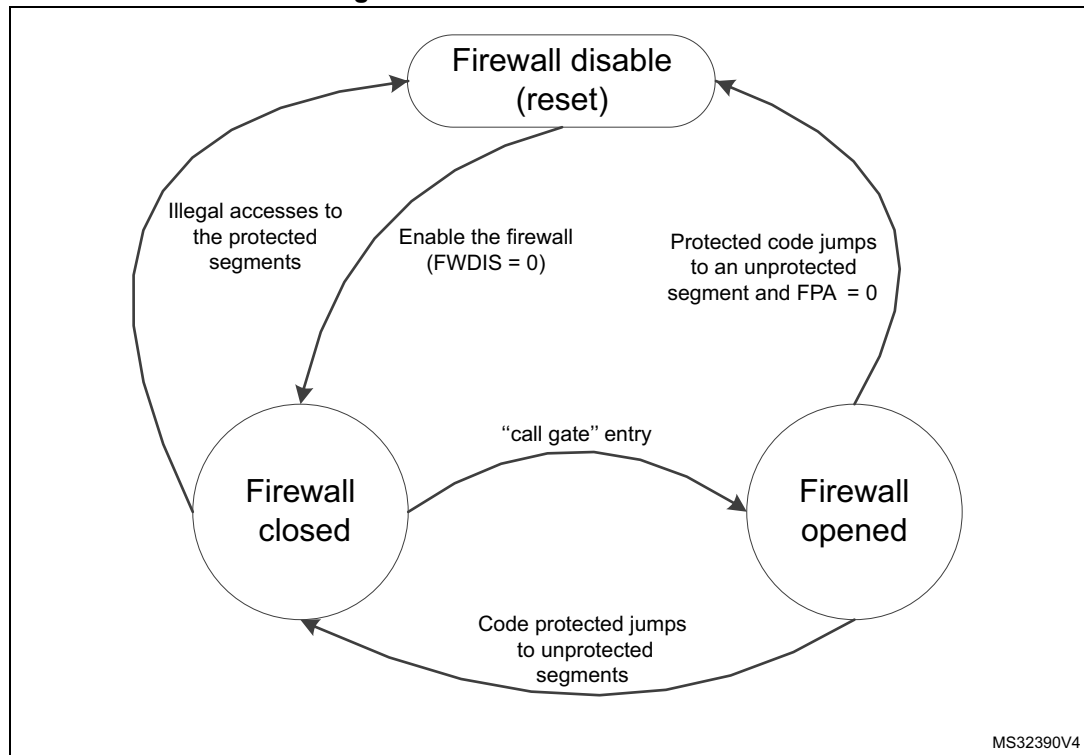 Firewall disable
(reset)
Illegal accesses to
the protected
segments
Enable the firewall
(FWDIS = 0)
Protected code jumps
to an unprotected
segment and FPA  = 0
‘‘call gate’’ entry
Firewall
closed
Firewall
opened
Code protected jumps
to unprotected
segments
MS32390V4